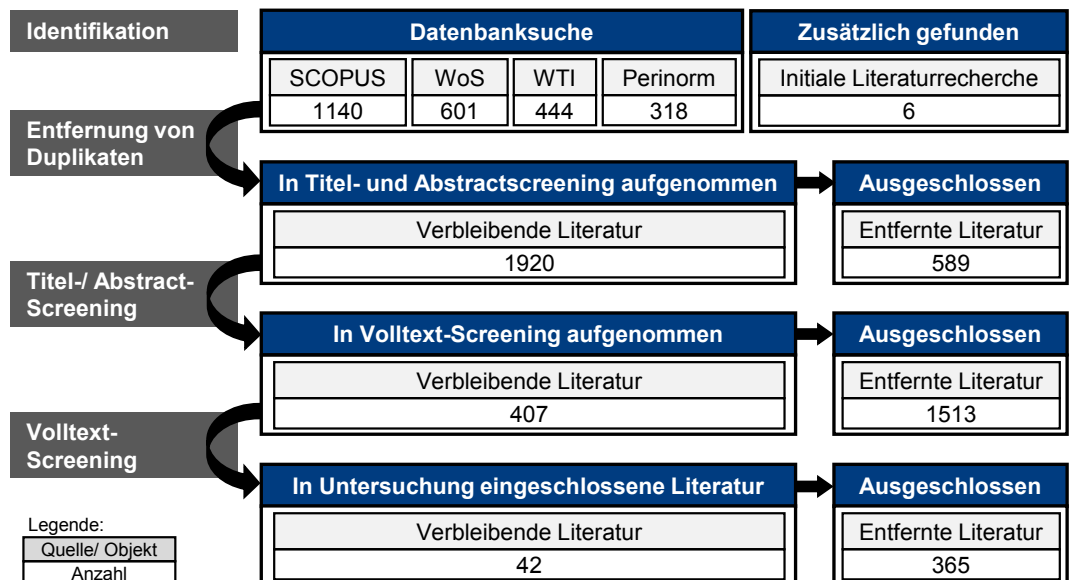 Identifikation
Datenbanksuche
Zusätzlich gefunden
SCOPUS WoS WTI Perinorm
Initiale Literaturrecherche
1140 601 444 318
6
Entfernung von
Duplikaten
In Titel- und Abstractscreening aufgenommen
Ausgeschlossen
Verbleibende Literatur
Entfernte Literatur
1920
589
Titel-/ Abstract-
Screening
In Volltext-Screening aufgenommen
Ausgeschlossen
Verbleibende Literatur
Entfernte Literatur
407
1513
Volltext-
Screening
In Untersuchung eingeschlossene Literatur
Ausgeschlossen
Verbleibende Literatur
Entfernte Literatur
42
365
Legende:
Quelle/ Objekt
Anzahl